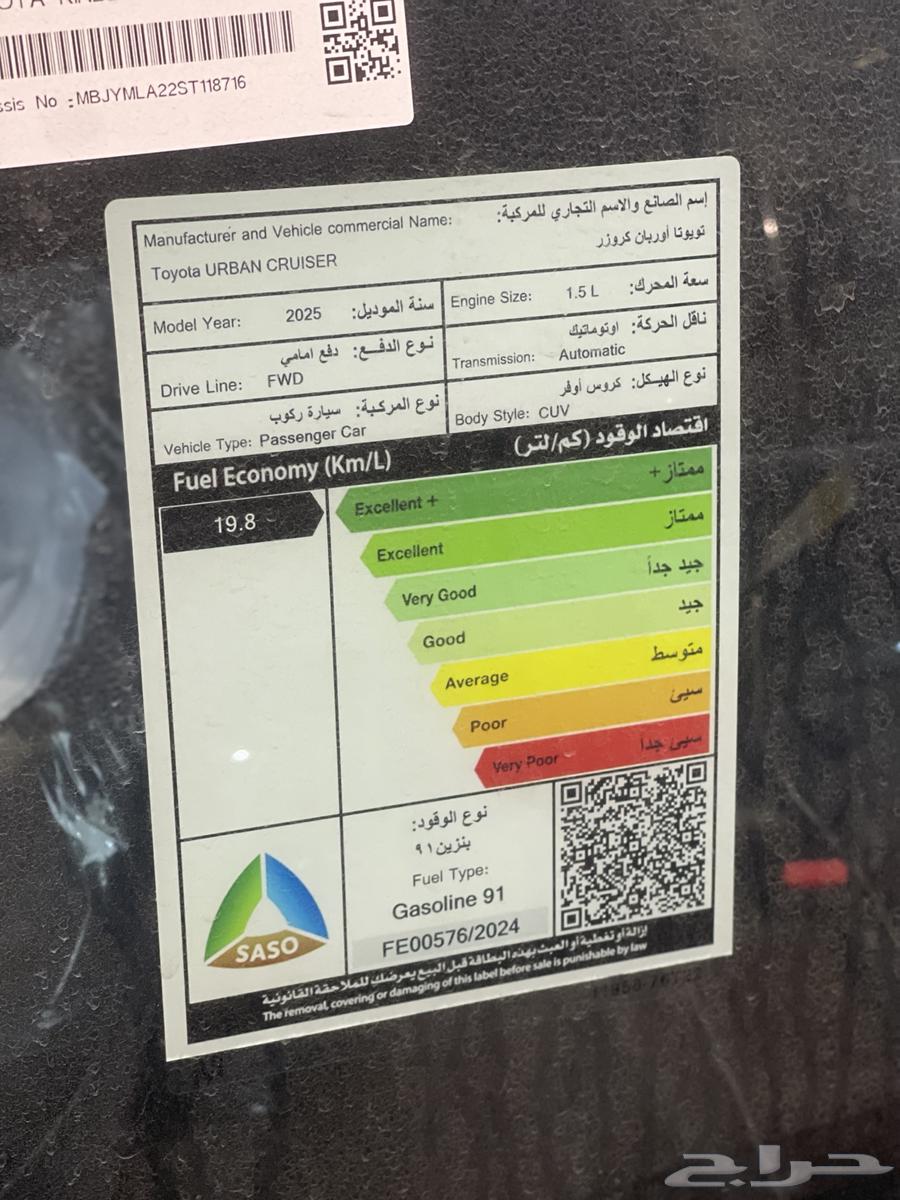 ssis No :MBJYMLA22ST118716
إسم الصانع والاسم التجاري للمركبة:
Manufacturer and Vehicle commercial Name:
تويوتا أوربان كروزر
Toyota URBAN CRUISER
Model Year: 2025 سنة الموديل:
Engine Size: 1.5 L سعة المحرك:
نوع الدفـع: دفع امامي
Drive Line: FWD
ناقل الحركة: اوتوماتيك
Transmission: Automatic
نوع المركبة: سيارة ركوب
Vehicle Type: Passenger Car
نوع الهيكل: كروس أوفر
Body Style: CUV
اقتصاد الوقود (كم/لتر)
Fuel Economy (Km/L)
19.8
Excellent + ممتاز+
Excellent ممتاز
Very Good جيد جداً
Good جيد
Average متوسط
Poor سيئ
Very Poor سيئ جداً
نوع الوقود:
بنزين ٩١
Fuel Type:
Gasoline 91
FE00576/2024
SASO
إزالة أو تغطية أو العبث بهذه البطاقة قبل البيع يعرضك للملاحقة القانونية
The removal, covering or damaging of this label before sale is punishable by law
حراج